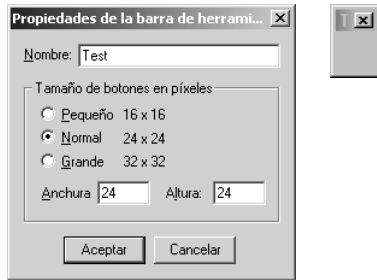 Propiedades de la barra de herrami...
Nombre: Test
Tamaño de botones en píxeles
Pequeño 16 x 16
Normal 24 x 24
Grande 32 x 32
Anchura 24 Altura: 24
Aceptar Cancelar
T